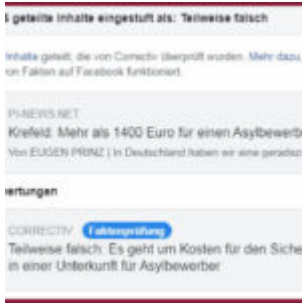 geteilte Inhalte eingestuft als: Teilweise falsch
Inhalte geteilt, die von Correctiv überprüft wurden. Mehr dazu,
von Fakten auf Facebook funktioniert.
PI-NEWS.NET
Krefeld: Mehr als 1400 Euro für einen Asylbewerb
Von EUGEN PRINZ | In Deutschland haben wir eine geradezu
ertungen
CORRECTIV Faktenprüfung
Teilweise falsch: Es geht um Kosten für den Siche
in einer Unterkunft für Asylbewerber